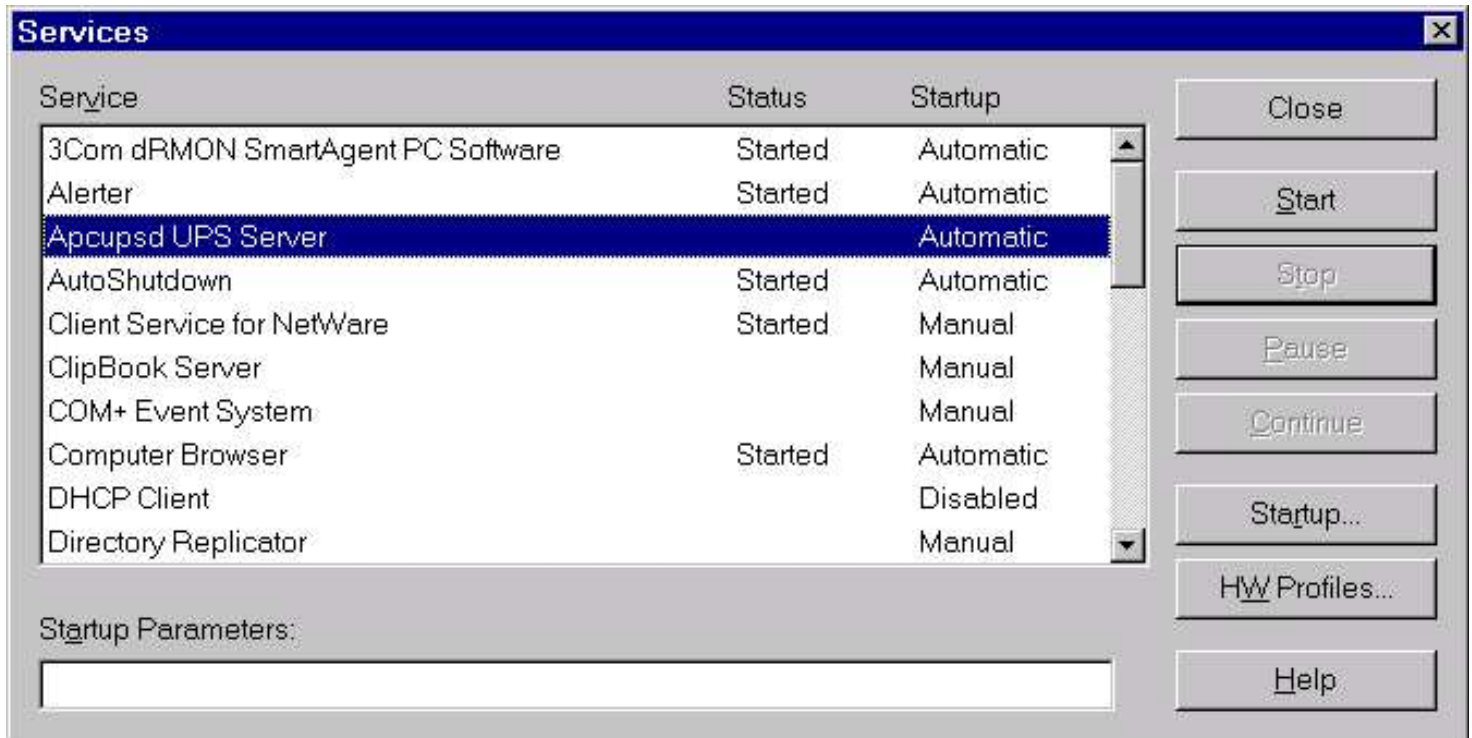 Services
Service Status Startup
3Com dRMON SmartAgent PC Software Started Automatic
Alerter Started Automatic
Apcupsd UPS Server Automatic
AutoShutdown Started Automatic
Client Service for NetWare Started Manual
ClipBook Server Manual
COM+ Event System Manual
Computer Browser Started Automatic
DHCP Client Disabled
Directory Replicator Manual
Startup Parameters:
Close
Start
Stop
Pause
Continue
Startup...
HW Profiles...
Help